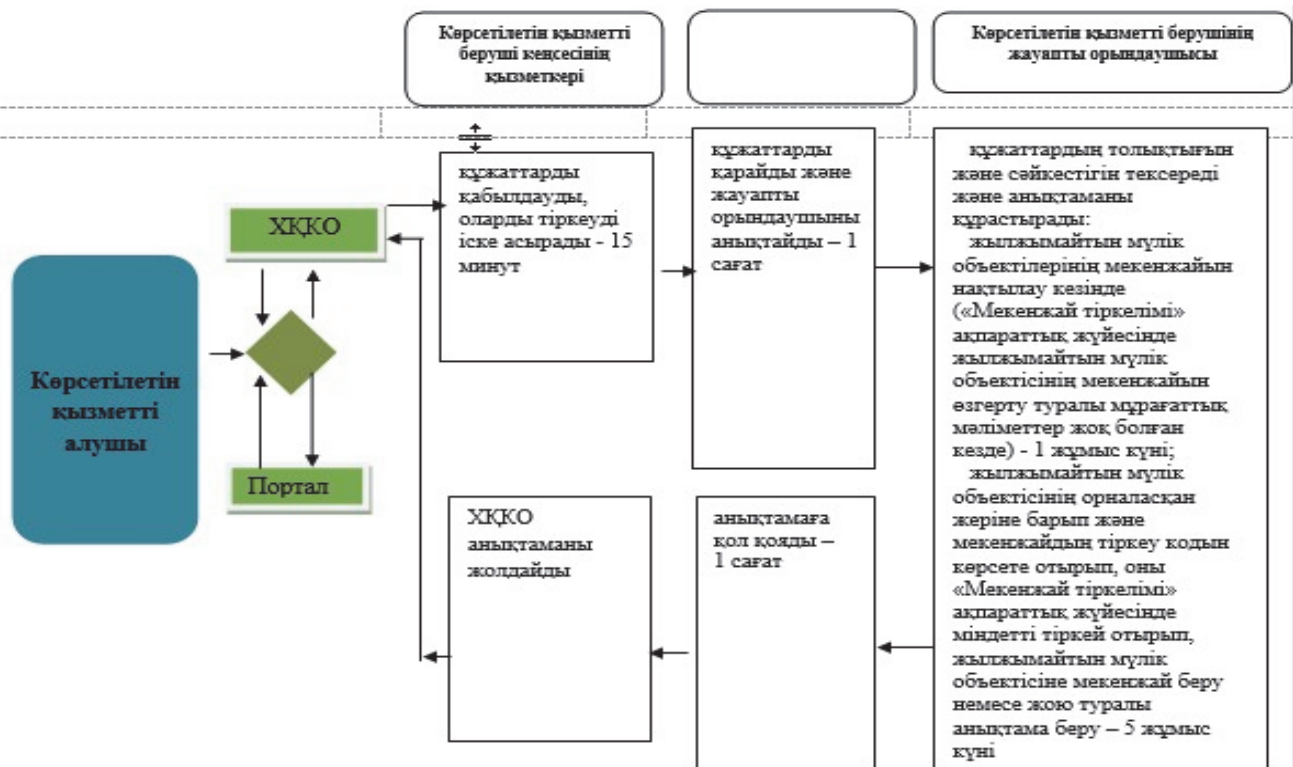 Көрсетілетін қызметті
беруші кеңсесінің
қызметкері
Көрсетілетін қызметті берушінің
жауапты орындаушысы
Көрсетілетін
қызметті
алушы
ХҚКО
Портал
құжаттарды
қабылдауды,
оларды тіркеуді
іске асырады - 15
минут
құжаттарды
қарайды және
жауапты
орындаушыны
анықтайды – 1
сағат
құжаттардың толықтығын
және сәйкестігін тексереді
және анықтаманы
құрастырады:
жылжымайтын мүлік
объектілерінің мекенжайын
нақтылау кезінде
(«Мекенжай тіркелімі»
ақпараттық жүйесінде
жылжымайтын мүлік
объектісінің мекенжайын
өзгерту туралы мұрағаттық
мәліметтер жоқ болған
кезде) - 1 жұмыс күні;
жылжымайтын мүлік
объектісінің орналасқан
жеріне барып және
мекенжайдың тіркеу кодын
көрсете отырып, оны
«Мекенжай тіркелімі»
ақпараттық жүйесінде
міндетті тіркей отырып,
жылжымайтын мүлік
объектісіне мекенжай беру
немесе жою туралы
анықтама беру – 5 жұмыс
күні
ХҚКО
анықтаманы
жолдайды
анықтамаға
қол қояды –
1 сағат